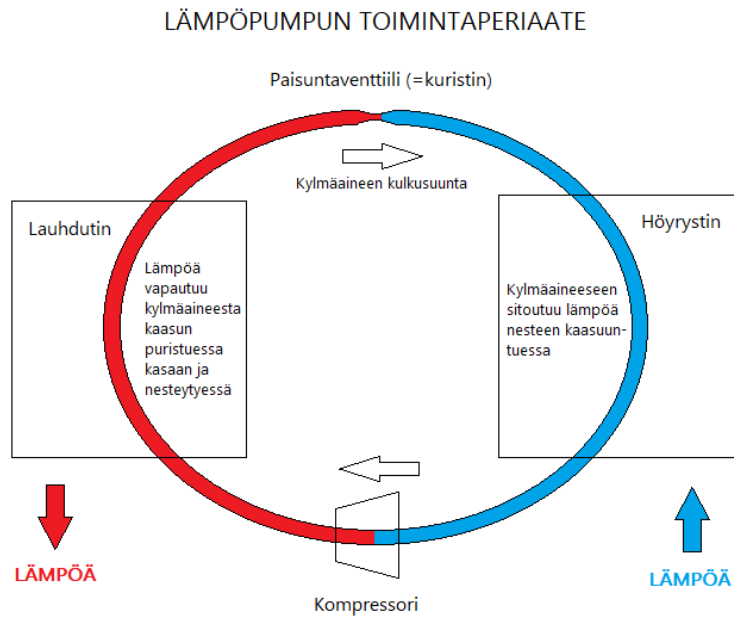 LÄMPÖPUMPUN TOIMINTAPERIAATE
Paisuntaventtiili (=kuristin)
Kylmäaineen kulkusuunta
Lauhdutin
Lämpöä
vapautuu
kylmäaineesta
kaasun
puristuessa
kasaan ja
nesteytyessä
Höyrystin
Kylmäaineeseen
sitoutuu lämpöä
nesteen kaasuun-
tuessa
LÄMPÖÄ
LÄMPÖÄ
Kompressori